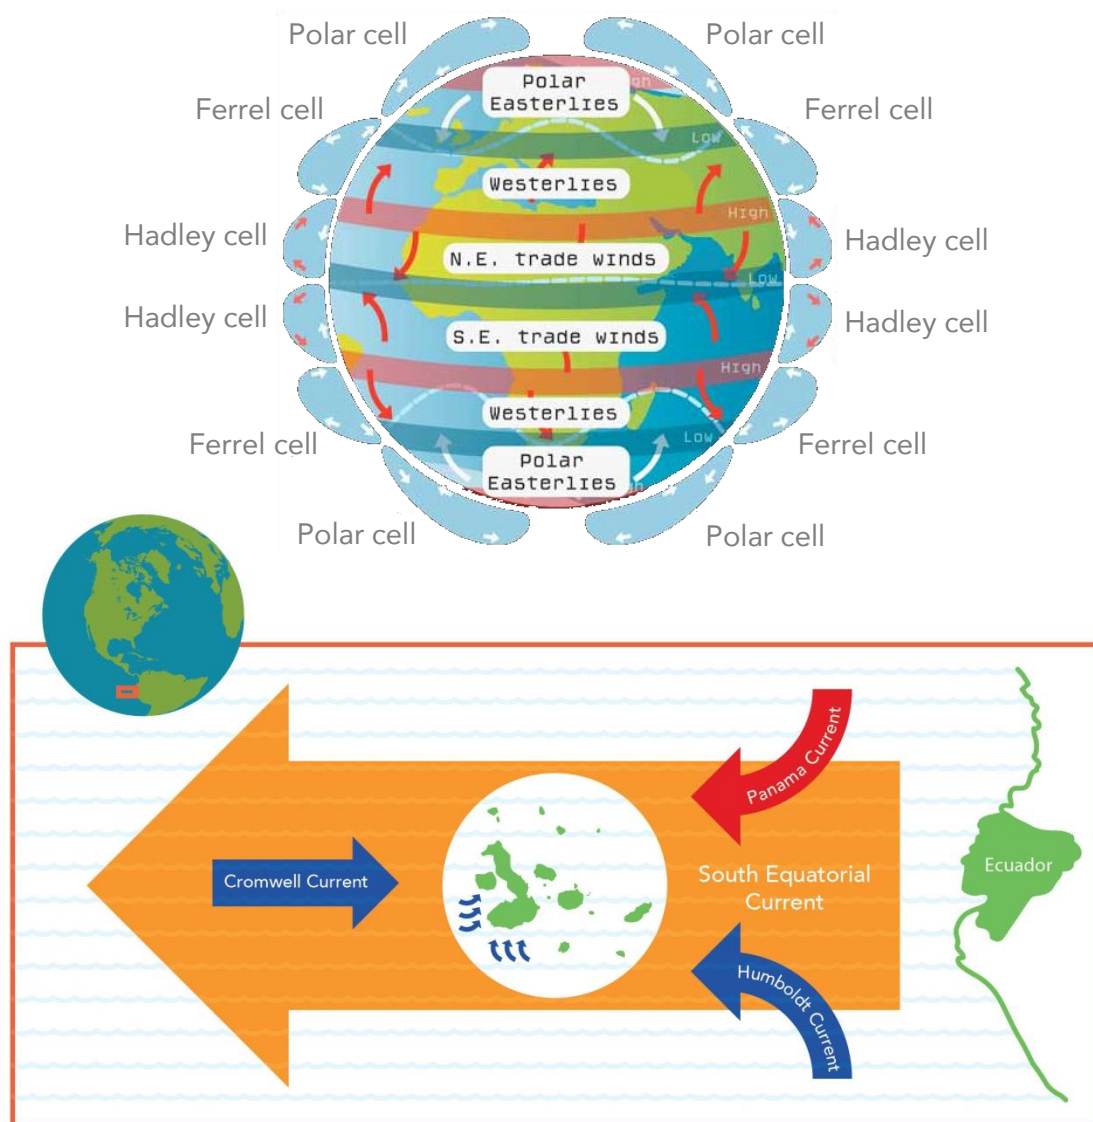 Polar cell
Polar cell
Polar
Easterlies
High
Ferrel cell
Ferrel cell
Low
Westerlies
High
Hadley cell
Hadley cell
N.E. trade winds
Low
Hadley cell
Hadley cell
S.E. trade winds
High
Westerlies
Low
Ferrel cell
Ferrel cell
Polar
Easterlies
Polar cell
Polar cell
Panama Current
Ecuador
Cromwell Current
South Equatorial
Current
Humboldt Current